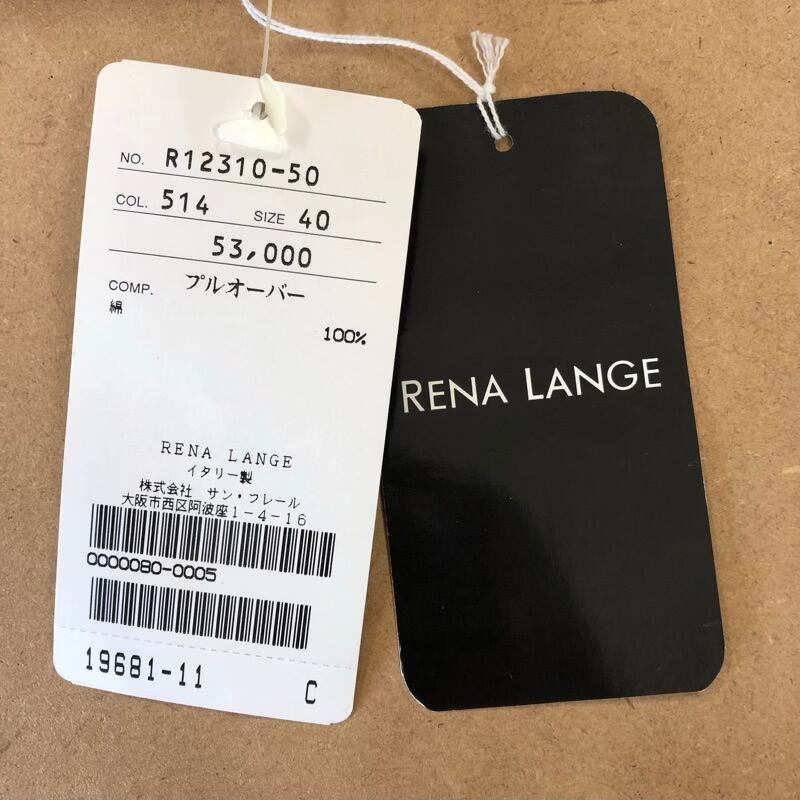 NO. R12310-50
COL. 514 SIZE 40
53,000
COMP. プルオーバー
綿
100%
RENA LANGE
イタリー製
株式会社 サン・フレール
大阪市西区阿波座1-4-16
0000080-0005
19681-11 C
RENA LANGE